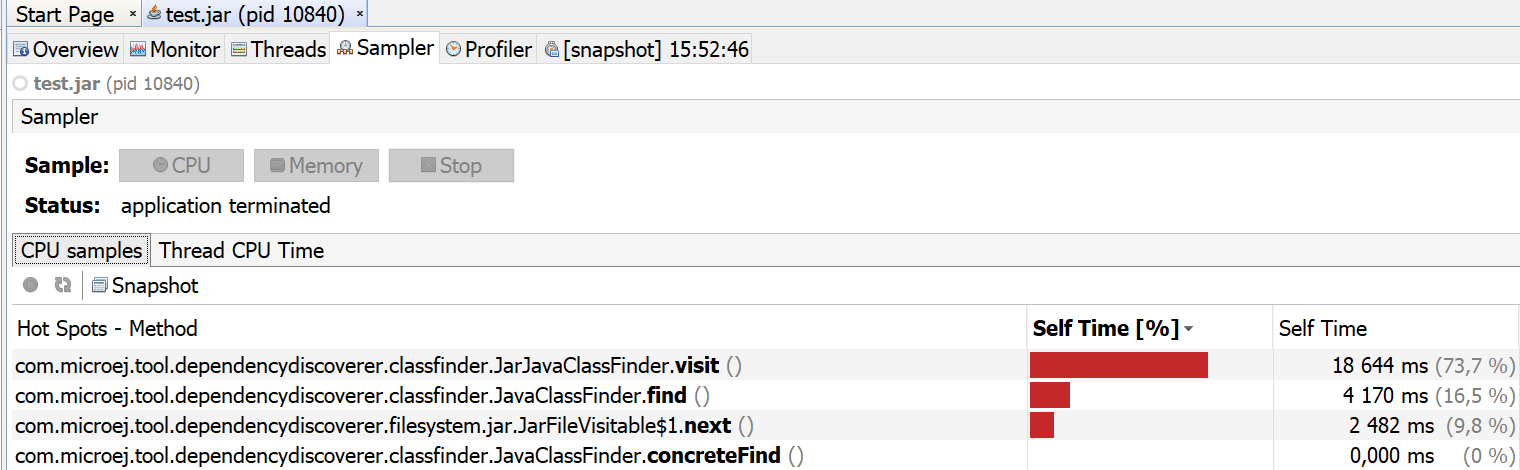 Start Page × test.jar (pid 10840) ×
Overview Monitor Threads Sampler Profiler [snapshot] 15:52:46
test.jar (pid 10840)
Sampler
Sample: CPU Memory Stop
Status: application terminated
CPU samples Thread CPU Time
Snapshot
Hot Spots - Method Self Time [%] Self Time
com.microej.tool.dependencydiscoverer.classfinder.JarJavaClassFinder.visit () 18 644 ms (73,7 %)
com.microej.tool.dependencydiscoverer.classfinder.JavaClassFinder.find () 4 170 ms (16,5 %)
com.microej.tool.dependencydiscoverer.filesystem.jar.JarFileVisitable$1.next () 2 482 ms (9,8 %)
com.microej.tool.dependencydiscoverer.classfinder.JavaClassFinder.concreteFind () 0,000 ms (0 %)